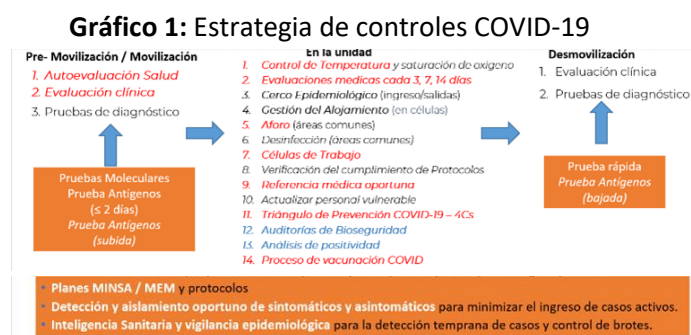 Gráfico 1: Estrategia de controles COVID-19
Pre- Movilización / Movilización
1. Autoevaluación Salud
2. Evaluación clínica
3. Pruebas de diagnóstico
Pruebas Moleculares
Prueba Antígenos
(≤ 2 días)
Prueba Antígenos
(subida)
En la unidad
1. Control de Temperatura y saturación de oxigeno
2. Evaluaciones medicas cada 3, 7, 14 días
3. Cerco Epidemiológico (ingreso/salidas)
4. Gestión del Alojamiento (en células)
5. Aforo (áreas comunes)
6. Desinfección (áreas comunes)
7. Células de Trabajo
8. Verificación del cumplimiento de Protocolos
9. Referencia médica oportuna
10. Actualizar personal vulnerable
11. Triángulo de Prevención COVID-19 – 4Cs
12. Auditorías de Bioseguridad
13. Análisis de positividad
14. Proceso de vacunación COVID
Desmovilización
1. Evaluación clínica
2. Pruebas de diagnóstico
Prueba rápida
Prueba Antígenos
(bajada)
• Planes MINSA / MEM y protocolos
• Detección y aislamiento oportuno de sintomáticos y asintomáticos para minimizar el ingreso de casos activos.
• Inteligencia Sanitaria y vigilancia epidemiológica para la detección temprana de casos y control de brotes.